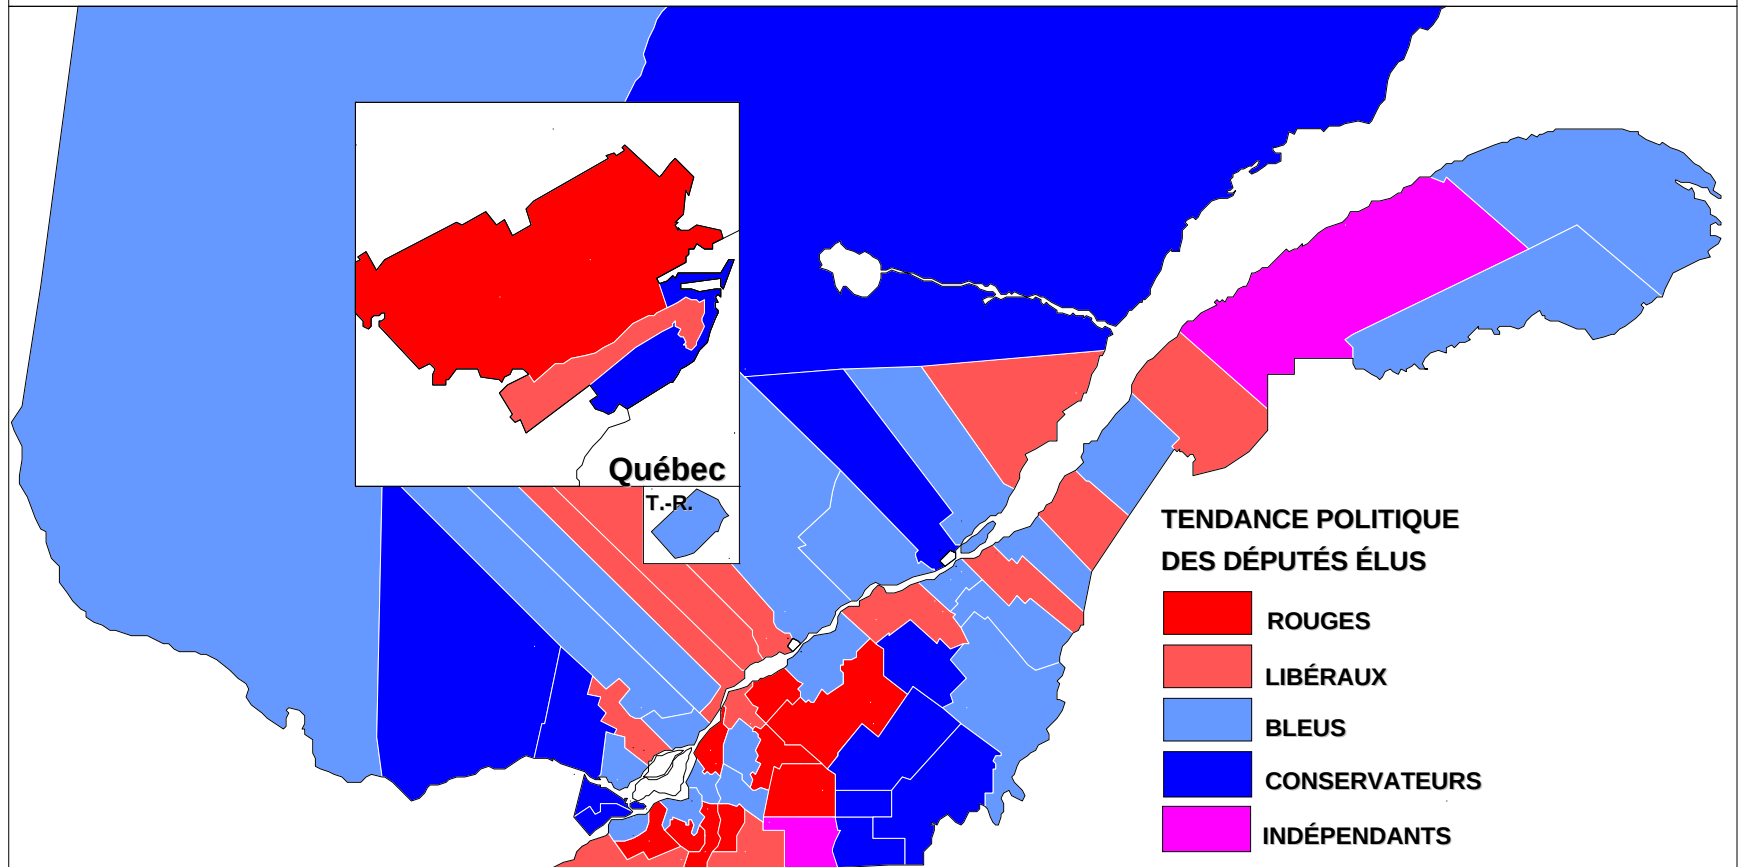 Québec
T.-R.
TENDANCE POLITIQUE
DES DÉPUTÉS ÉLUS
ROUGES
LIBÉRAUX
BLEUS
CONSERVATEURS
INDÉPENDANTS